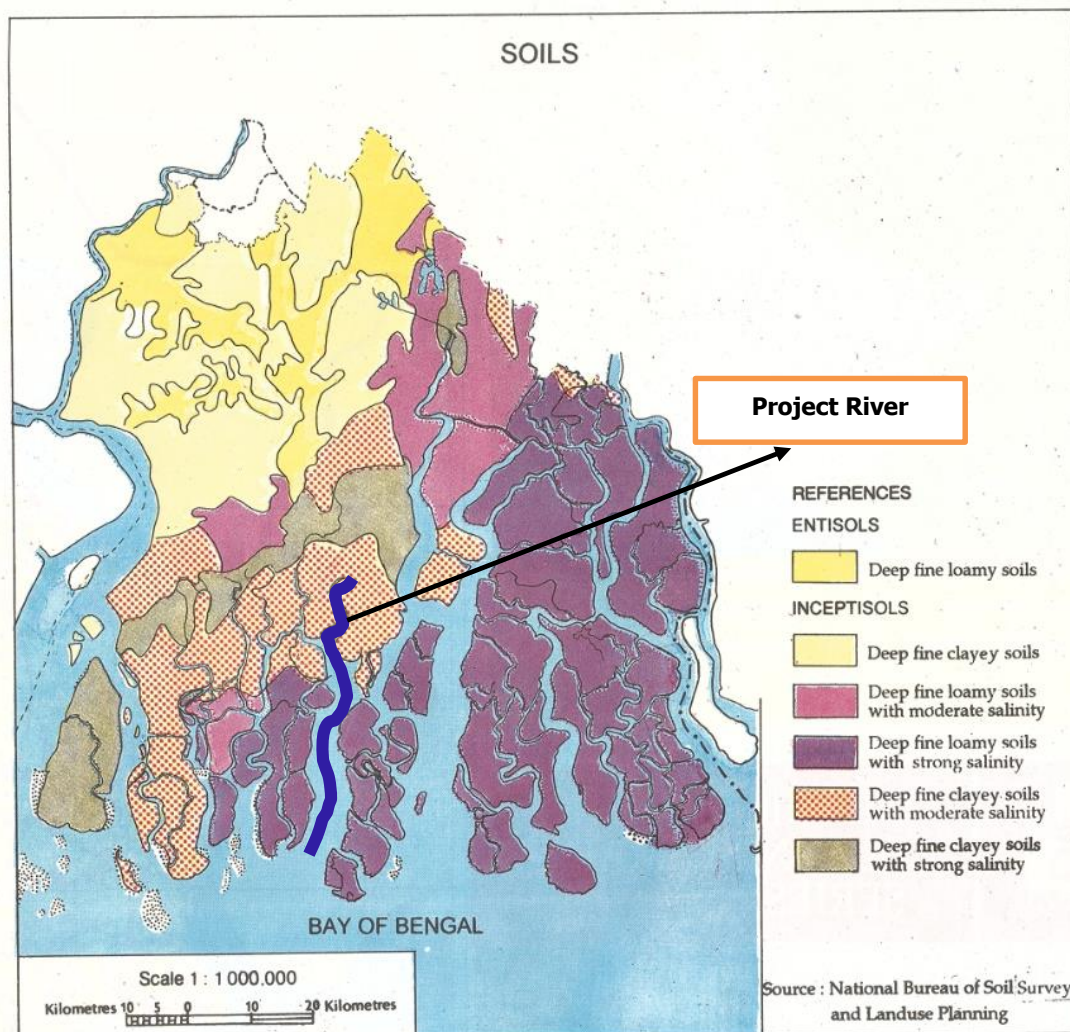 SOILS
Project River
REFERENCES
ENTISOLS
Deep fine loamy soils
INCEPTISOLS
Deep fine clayey soils
Deep fine loamy soils
with moderate salinity
Deep fine loamy soils
with strong salinity
Deep fine clayey soils
with moderate salinity
Deep fine clayey soils
with strong salinity
BAY OF BENGAL
Scale 1 : 1 000.000
Kilometres 10 5 0 10 20 Kilometres
Source : National Bureau of Soil Survey
and Landuse Planning